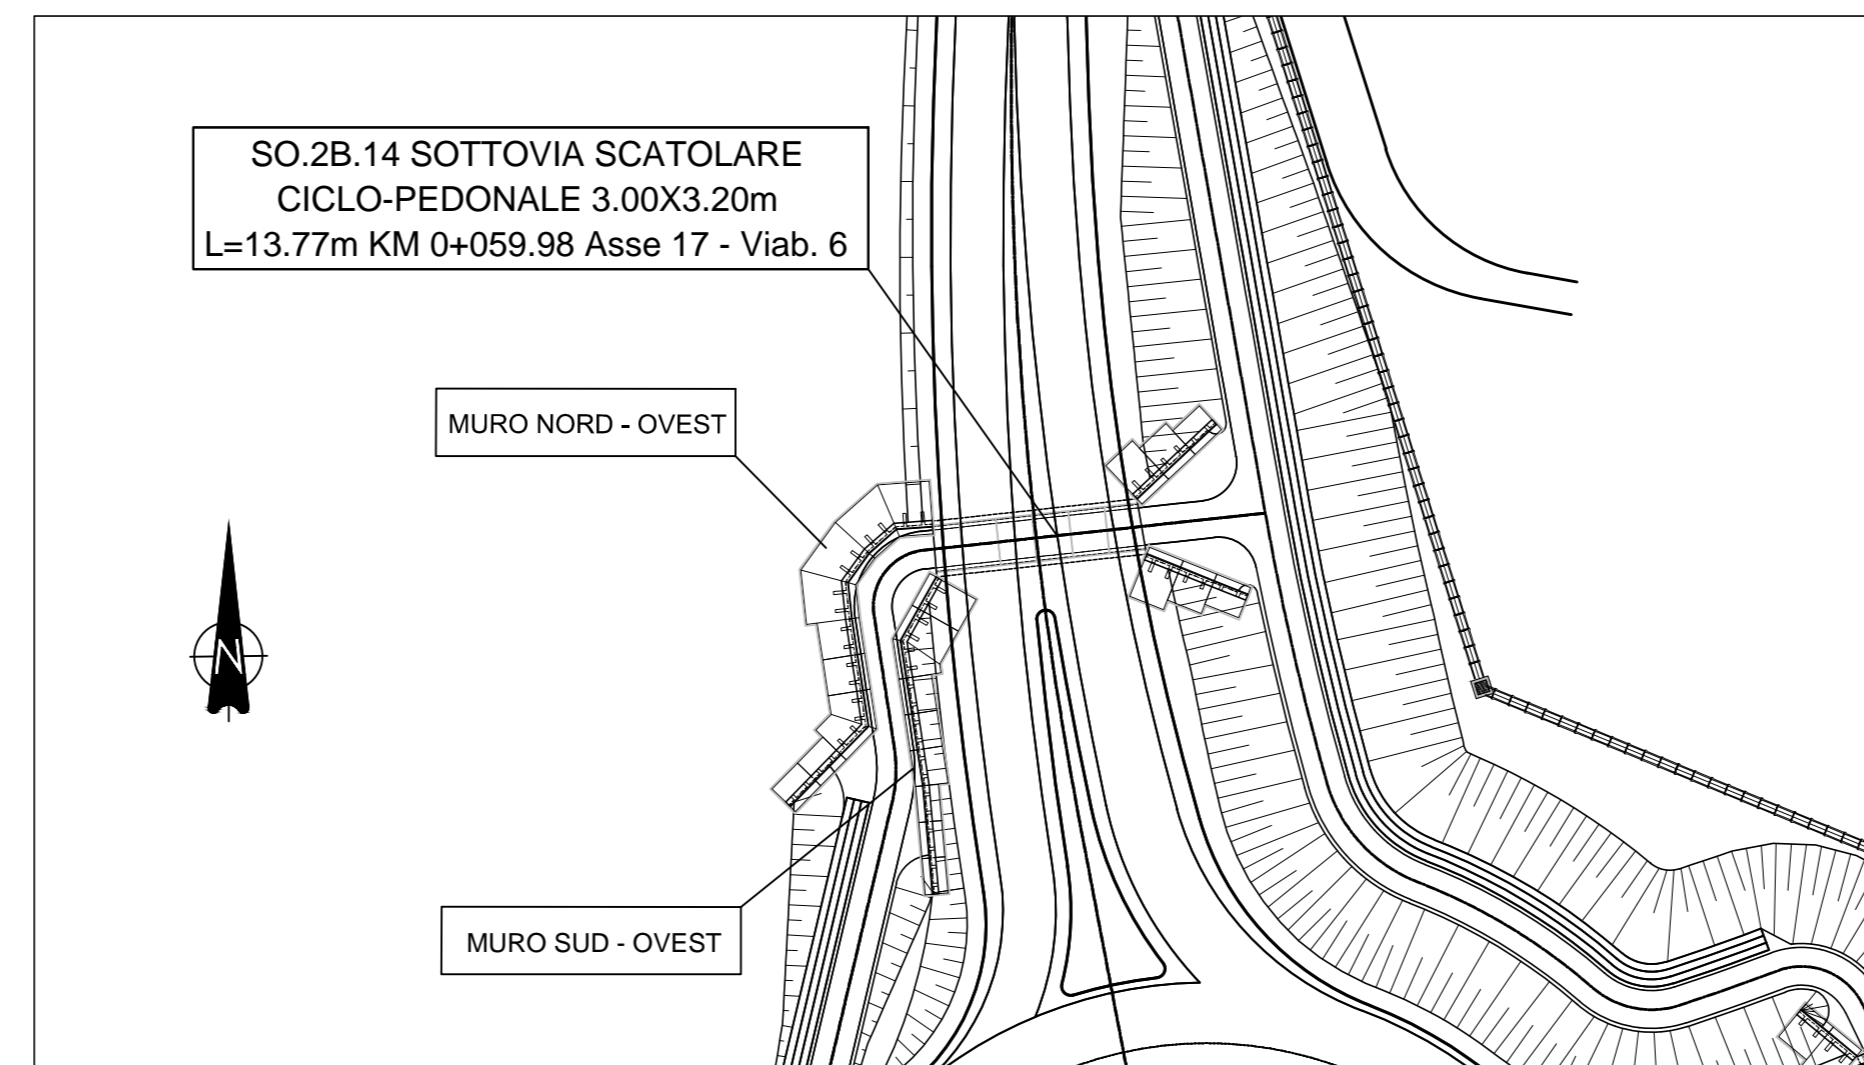 SO.2B.14 SOTTOVIA SCATOLARE
CICLO-PEDONALE 3.00X3.20m
L=13.77m KM 0+059.98 Asse 17 - Viab. 6
MURO NORD - OVEST
N
MURO SUD - OVEST